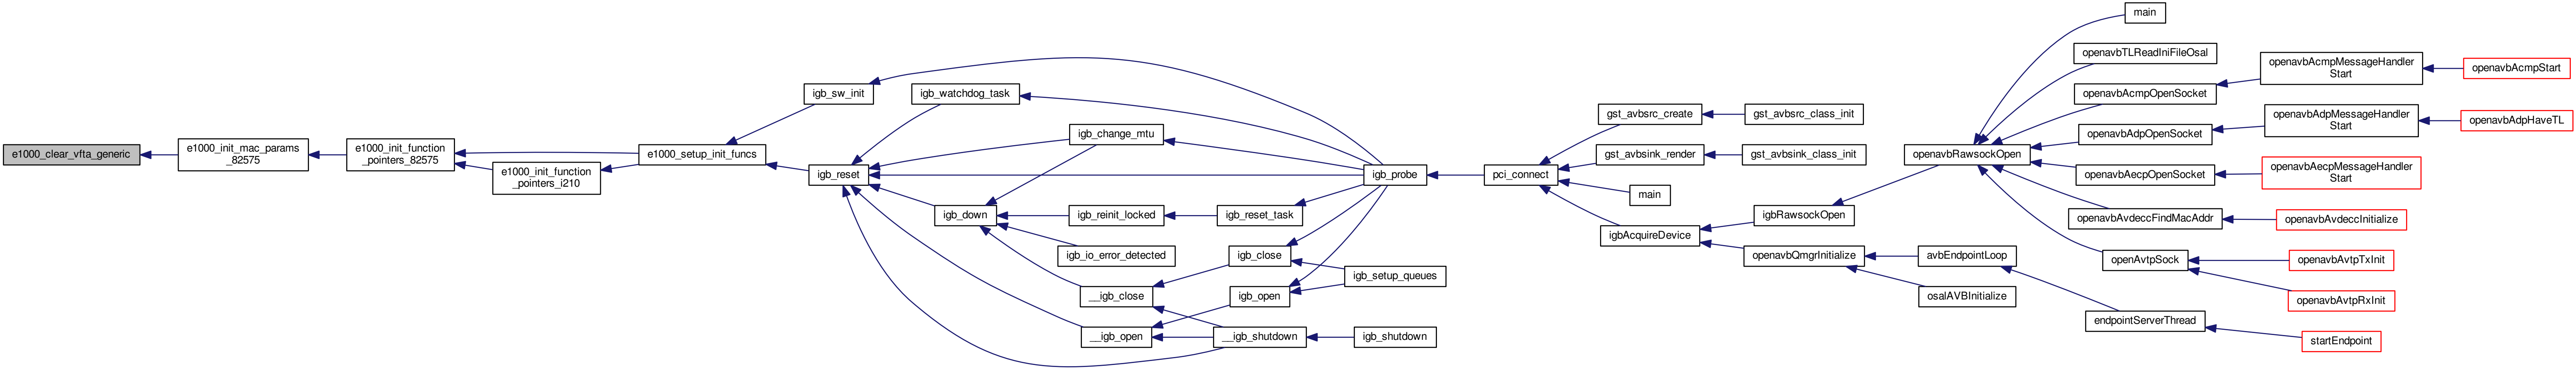 e1000_clear_vfta_generic
e1000_init_mac_params
_82575
e1000_init_function
_pointers_82575
e1000_init_function
_pointers_i210
e1000_setup_init_funcs
igb_sw_init
igb_reset
igb_watchdog_task
igb_change_mtu
igb_down
igb_reinit_locked
igb_reset_task
igb_io_error_detected
__igb_close
__igb_open
igb_close
igb_open
__igb_shutdown
igb_probe
igb_setup_queues
igb_shutdown
pci_connect
gst_avbsrc_create
gst_avbsrc_class_init
gst_avbsink_render
gst_avbsink_class_init
main
igbAcquireDevice
igbRawsockOpen
openavbQmgrInitialize
avbEndpointLoop
osalAVBInitialize
openavbRawsockOpen
main
openavbTLReadIniFileOsal
openavbAcmpOpenSocket
openavbAcmpMessageHandler
Start
openavbAcmpStart
openavbAdpOpenSocket
openavbAdpMessageHandler
Start
openavbAdpHaveTL
openavbAecpOpenSocket
openavbAecpMessageHandler
Start
openavbAvdeccFindMacAddr
openavbAvdeccInitialize
openAvtpSock
openavbAvtpTxInit
openavbAvtpRxInit
endpointServerThread
startEndpoint